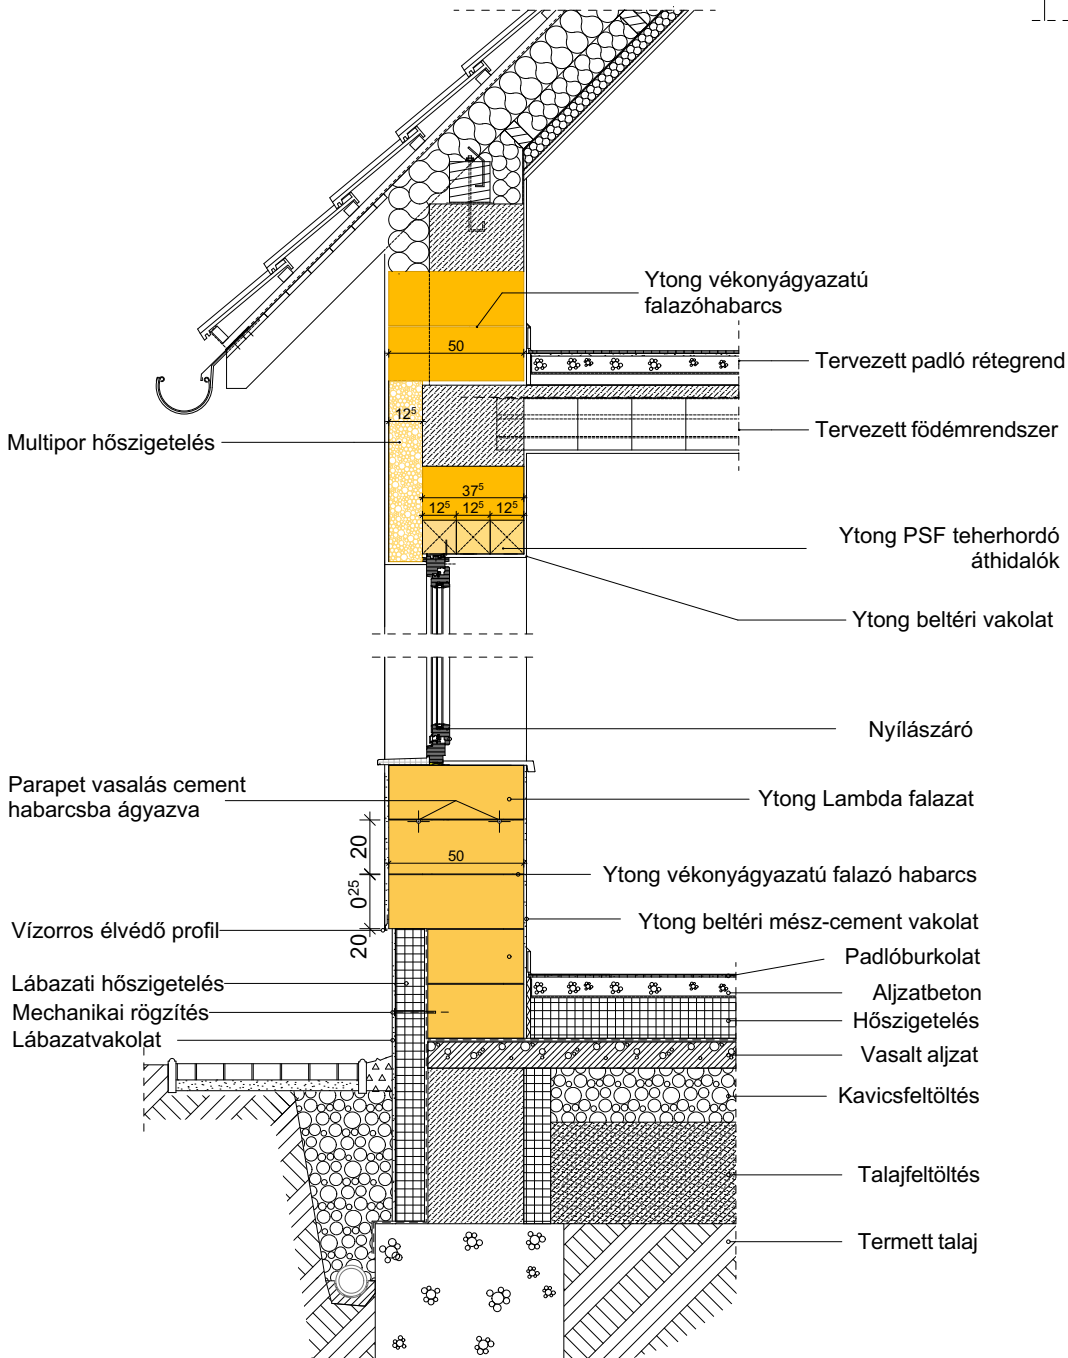 Ytong vékonyágyazatú
falazóhabarcs
50
Tervezett padló rétegrend
12⁵
Tervezett födémrendszer
Multipor hőszigetelés
37⁵
12⁵ 12⁵ 12⁵
Ytong PSF teherhordó
áthidalók
Ytong beltéri vakolat
Nyílászáró
Parapet vasalás cement
habarcsba ágyazva
Ytong Lambda falazat
20
50
Ytong vékonyágyazatú falazó habarcs
0²⁵
Ytong beltéri mész-cement vakolat
Vízorros élvédő profil
20
Padlóburkolat
Lábazati hőszigetelés
Aljzatbeton
Mechanikai rögzítés
Hőszigetelés
Lábazatvakolat
Vasalt aljzat
Kavicsfeltöltés
Talajfeltöltés
Termett talaj